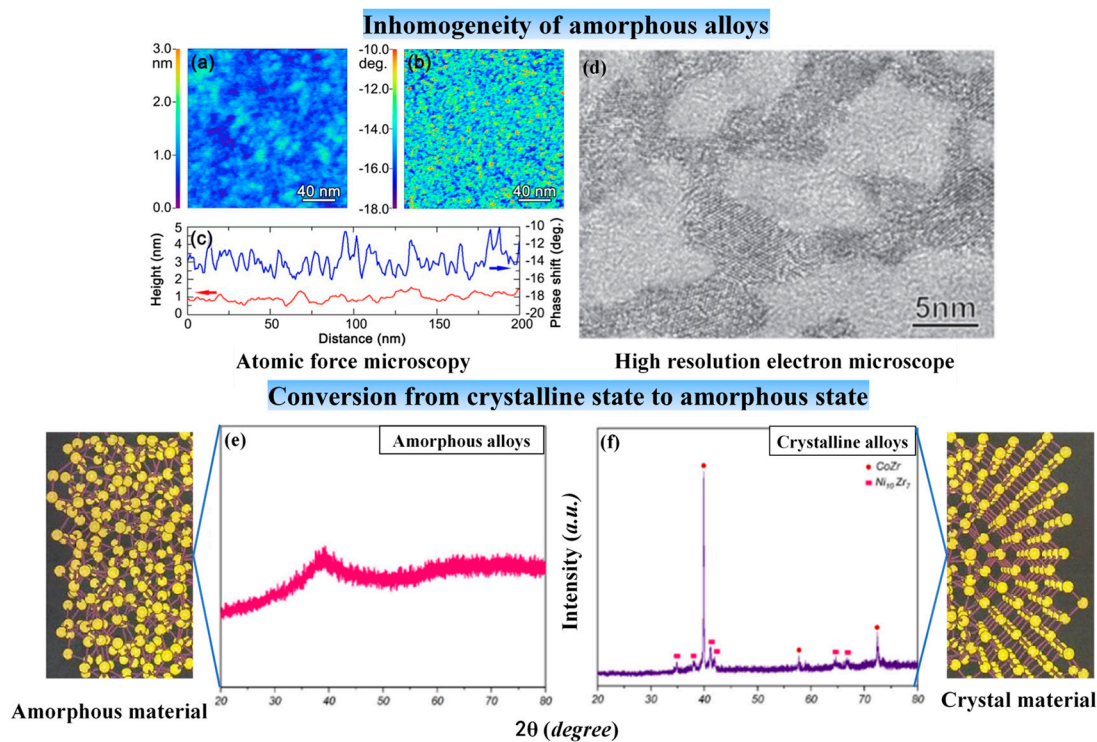 Inhomogeneity of amorphous alloys
3.0
nm
2.0
1.0
0.0
(a)
40 nm
-10.0
deg.
-12.0
-14.0
-16.0
-18.0
(b)
40 nm
(c)
Height (nm)
5
4
3
2
1
0
-10
-12
-14
-16
-18
-20
Phase shift (deg.)
0 50 100 150 200
Distance (nm)
Atomic force microscopy
(d)
5nm
High resolution electron microscope
Conversion from crystalline state to amorphous state
(e)
Amorphous alloys
20 30 40 50 60 70 80
Amorphous material
(f)
Crystalline alloys
CoZr
Ni10Zr7
Intensity (a.u.)
20 30 40 50 60 70 80
Crystal material
2θ (degree)